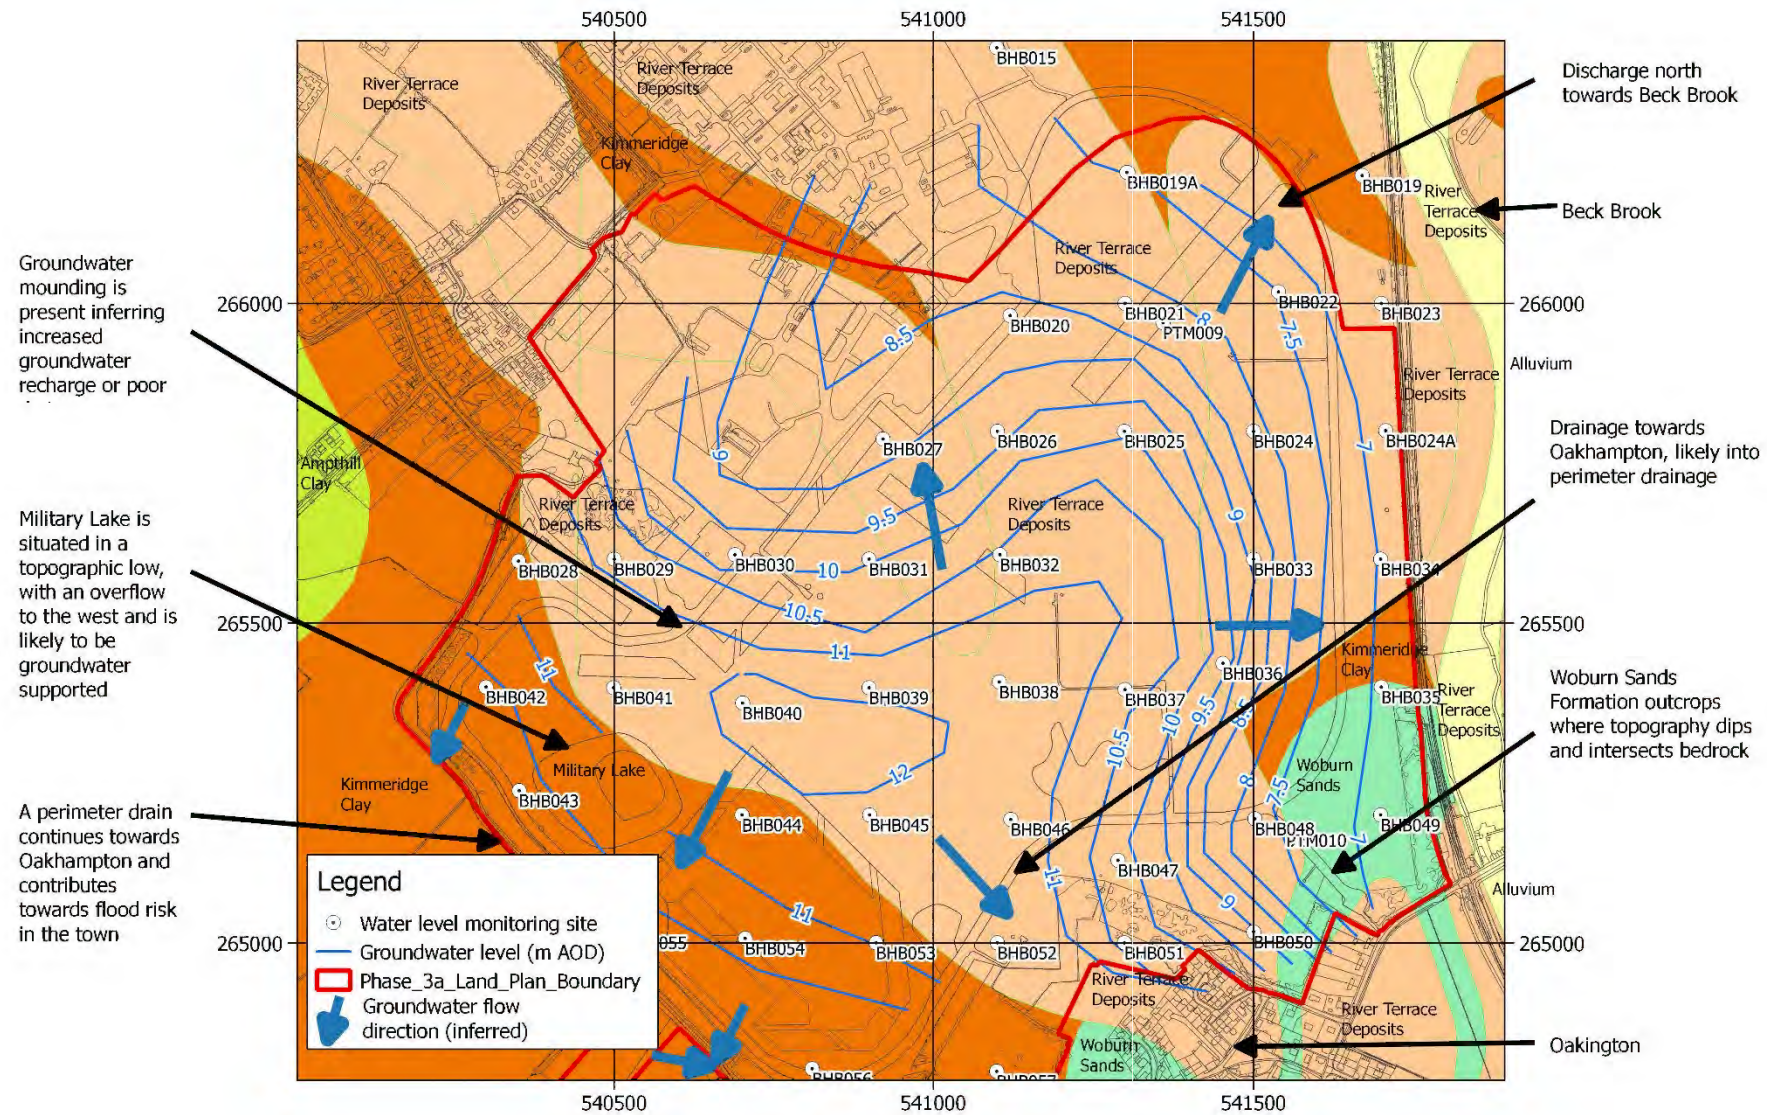 540500
541000
541500
River Terrace
Deposits
River Terrace
Deposits
BHB015
Discharge north
towards Beck Brook
Kimmeridge
Clay
BHB019A
BHB019
River
Terrace
Deposits
Beck Brook
River Terrace
Deposits
Groundwater
mounding is
present inferring
increased
groundwater
recharge or poor
266000
266000
BHB022
BHB021
BHB023
BHB020
8
PTM009
8.5
7.5
Alluvium
River Terrace
Deposits
BHB027
BHB026
BHB025
BHB024
BHB024A
7
9
Drainage towards
Oakhampton, likely into
perimeter drainage
Ampthill
Clay
River Terrace
Deposits
River Terrace
Deposits
9.5
9
Military Lake is
situated in a
topographic low,
with an overflow
to the west and is
likely to be
groundwater
supported
BHB028
BHB029
BHB030
10
BHB031
BHB032
BHB033
BHB034
10.5
265500
265500
11
11
Kimmeridge
Clay
BHB036
BHB042
BHB041
BHB040
BHB039
BHB038
BHB037
BHB035
River
Terrace
Deposits
Woburn Sands
Formation outcrops
where topography dips
and intersects bedrock
10.5
10
9.5
8.5
8
7.5
12
Military Lake
Kimmeridge
Clay
Woburn
Sands
BHB043
BHB044
BHB045
BHB046
BHB048
BHB049
PTM010
7
A perimeter drain
continues towards
Oakhampton and
contributes
towards flood risk
in the town
BHB047
11
11
9
Alluvium
Legend
Water level monitoring site
Groundwater level (m AOD)
Phase_3a_Land_Plan_Boundary
Groundwater flow
direction (inferred)
265000
265000
055
BHB054
BHB053
BHB052
BHB051
BHB050
River Terrace
Deposits
River Terrace
Deposits
Woburn
Sands
Oakington
BHB056
BHB057
540500
541000
541500